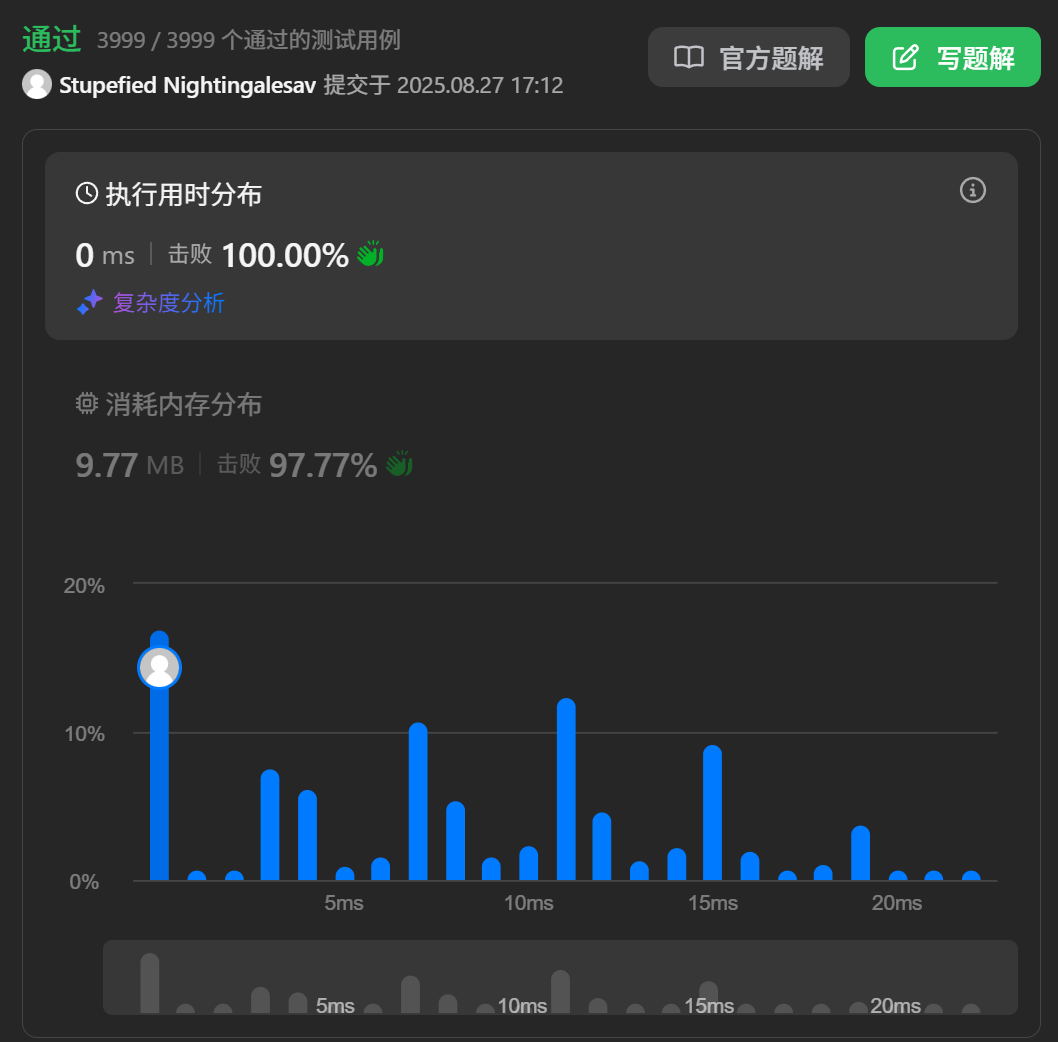 通过 3999 / 3999 个通过的测试用例
官方题解 写题解
Stupefied Nightingalesav 提交于 2025.08.27 17:12
执行用时分布
0 ms 击败 100.00%
复杂度分析
消耗内存分布
9.77 MB 击败 97.77%
20%
10%
0%
5ms 10ms 15ms 20ms
5ms 10ms 15ms 20ms